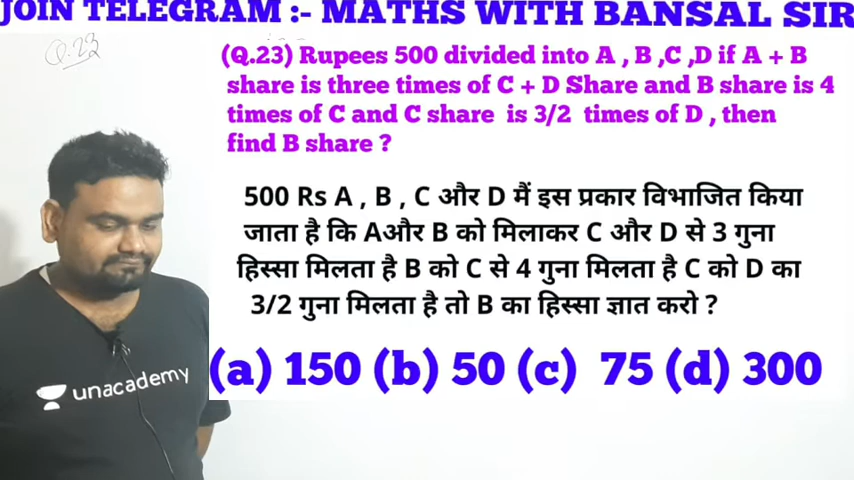 JOIN TELEGRAM :- MATHS WITH BANSAL SIR
Q.23
(Q.23) Rupees 500 divided into A , B ,C ,D if A + B
share is three times of C + D Share and B share is 4
times of C and C share is 3/2 times of D , then
find B share ?
500 Rs A , B , C और D मैं इस प्रकार विभाजित किया
जाता है कि Aऔर B को मिलाकर C और D से 3 गुना
हिस्सा मिलता है B को C से 4 गुना मिलता है C को D का
3/2 गुना मिलता है तो B का हिस्सा ज्ञात करो ?
(a) 150 (b) 50 (c) 75 (d) 300
unacademy